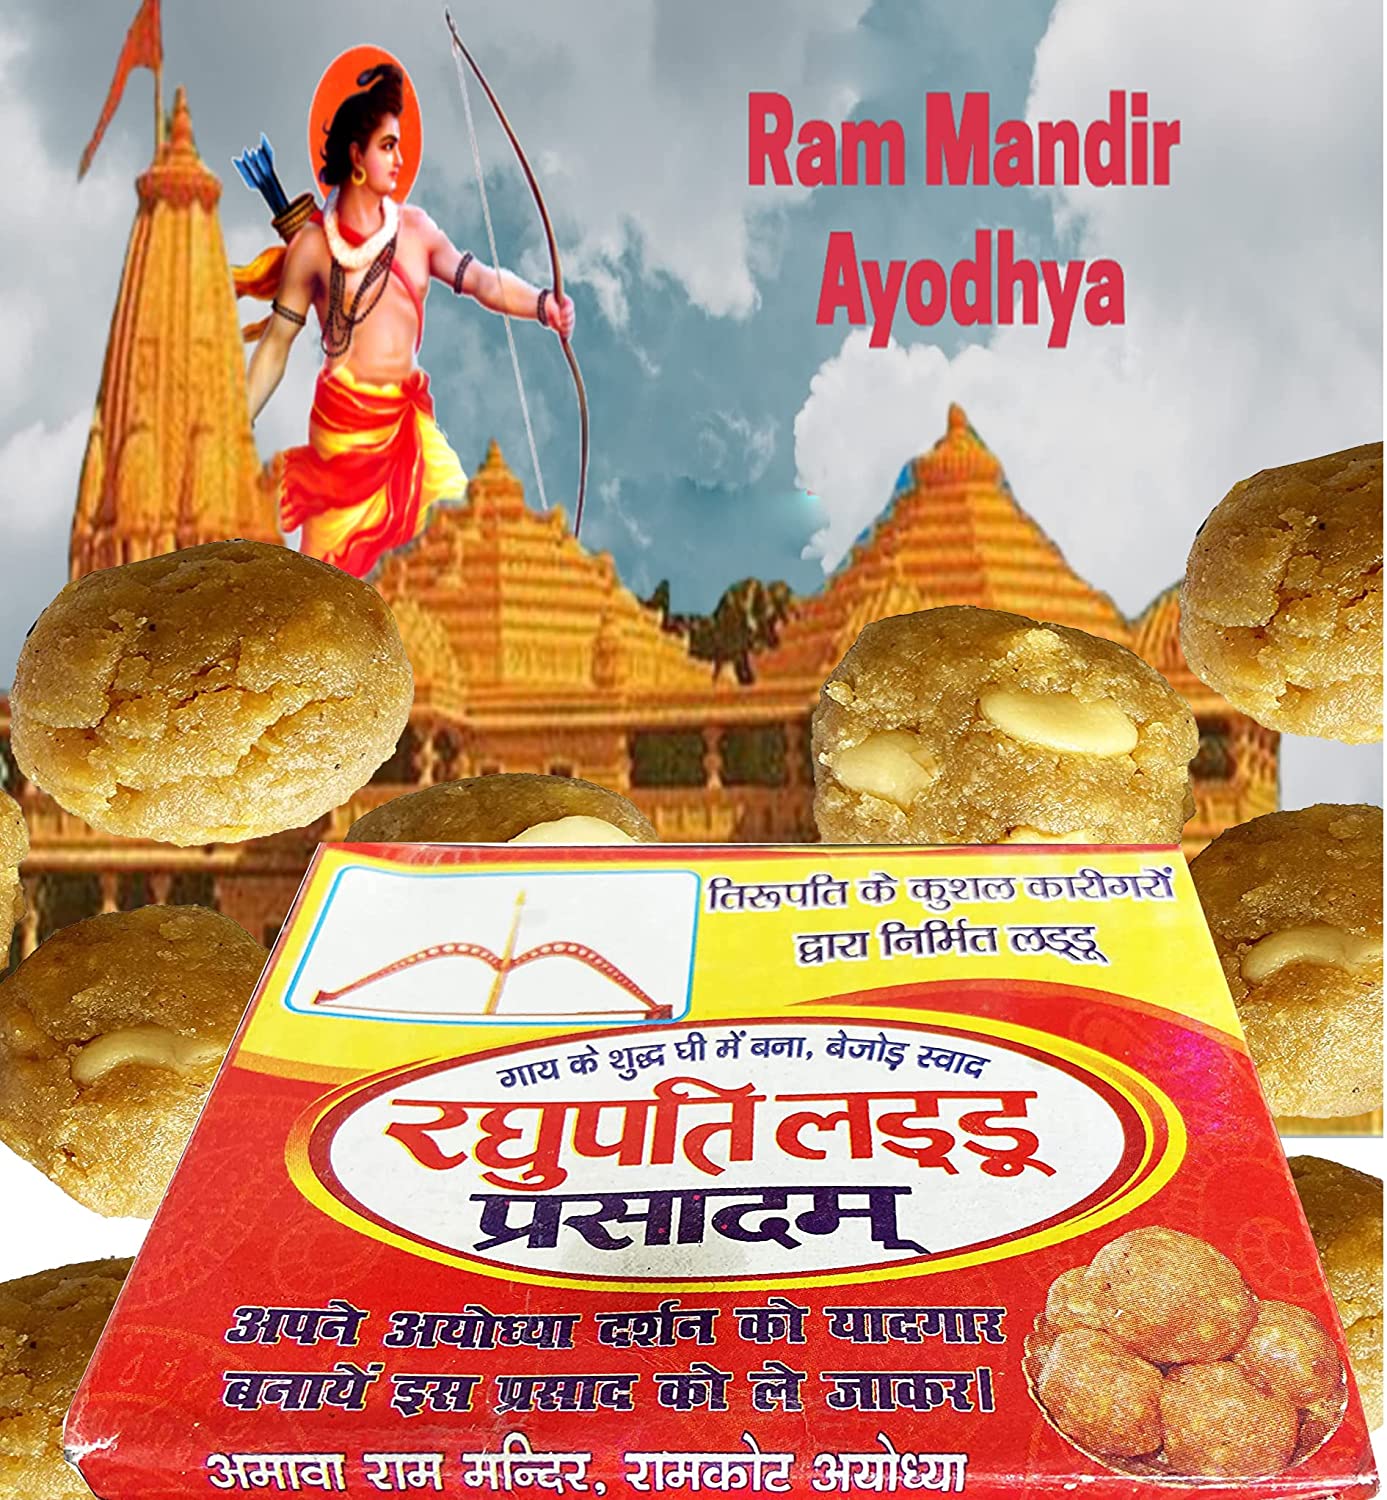 Ram Mandir
Ayodhya
तिरूपति के कुशल कारीगरों
द्वारा निर्मित लड्डू
गाय के शुद्ध घी में बना, बेजोड़ स्वाद
रघुपति लड्डू
प्रसादम्
अपने अयोध्या दर्शन को यादगार
बनायें इस प्रसाद को ले जाकर।
अमावा राम मन्दिर, रामकोट अयोध्या